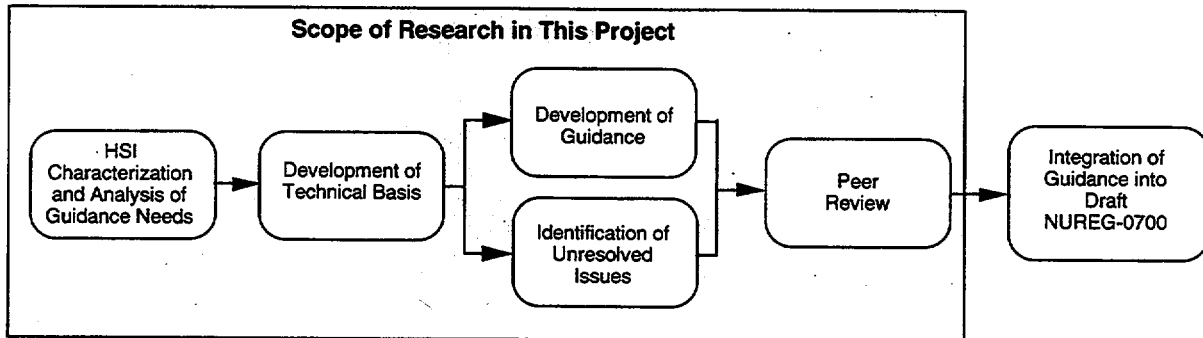 Scope of Research in This Project
HSI
Characterization
and Analysis of
Guidance Needs
Development of
Technical Basis
Development of
Guidance
Identification of
Unresolved
Issues
Peer
Review
Integration of
Guidance into
Draft
NUREG-0700